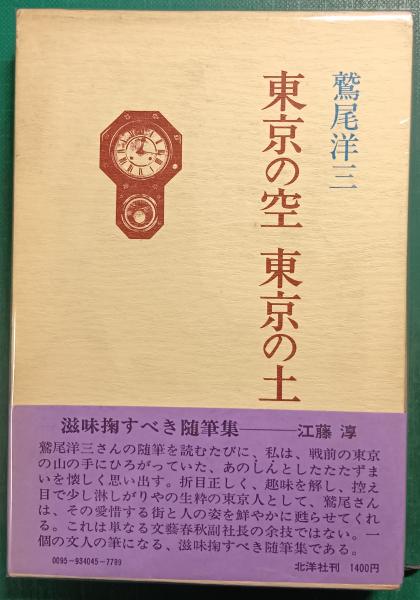 鷲尾洋三
東京の空 東京の土
滋味掬すべき随筆集――江藤 淳
鷲尾洋三さんの随筆を読むたびに、私は、戦前の東京
の山の手にひろがっていた、あのしんとしたたたずま
いを懐しく思い出す。折目正しく、趣味を解し、控え
目で少し淋しがりやの生粋の東京人として、鷲尾さん
は、その愛惜する街と人の姿を鮮やかに甦らせてくれ
る。これは単なる文藝春秋副社長の余技ではない。一
個の文人の筆になる、滋味掬すべき随筆集である。
0095-934045-7789
北洋社刊 1400円